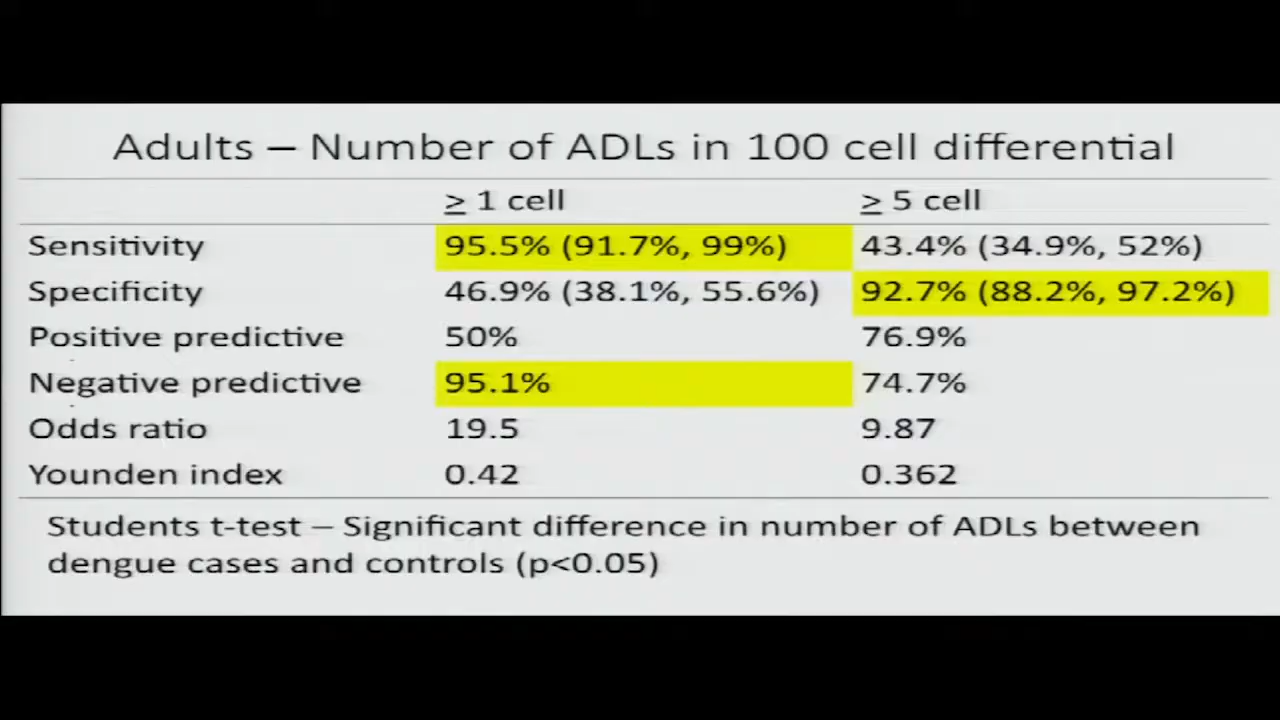 Adults – Number of ADLs in 100 cell differential
≥ 1 cell ≥ 5 cell
Sensitivity 95.5% (91.7%, 99%) 43.4% (34.9%, 52%)
Specificity 46.9% (38.1%, 55.6%) 92.7% (88.2%, 97.2%)
Positive predictive 50% 76.9%
Negative predictive 95.1% 74.7%
Odds ratio 19.5 9.87
Younden index 0.42 0.362
Students t-test – Significant difference in number of ADLs between
dengue cases and controls (p<0.05)